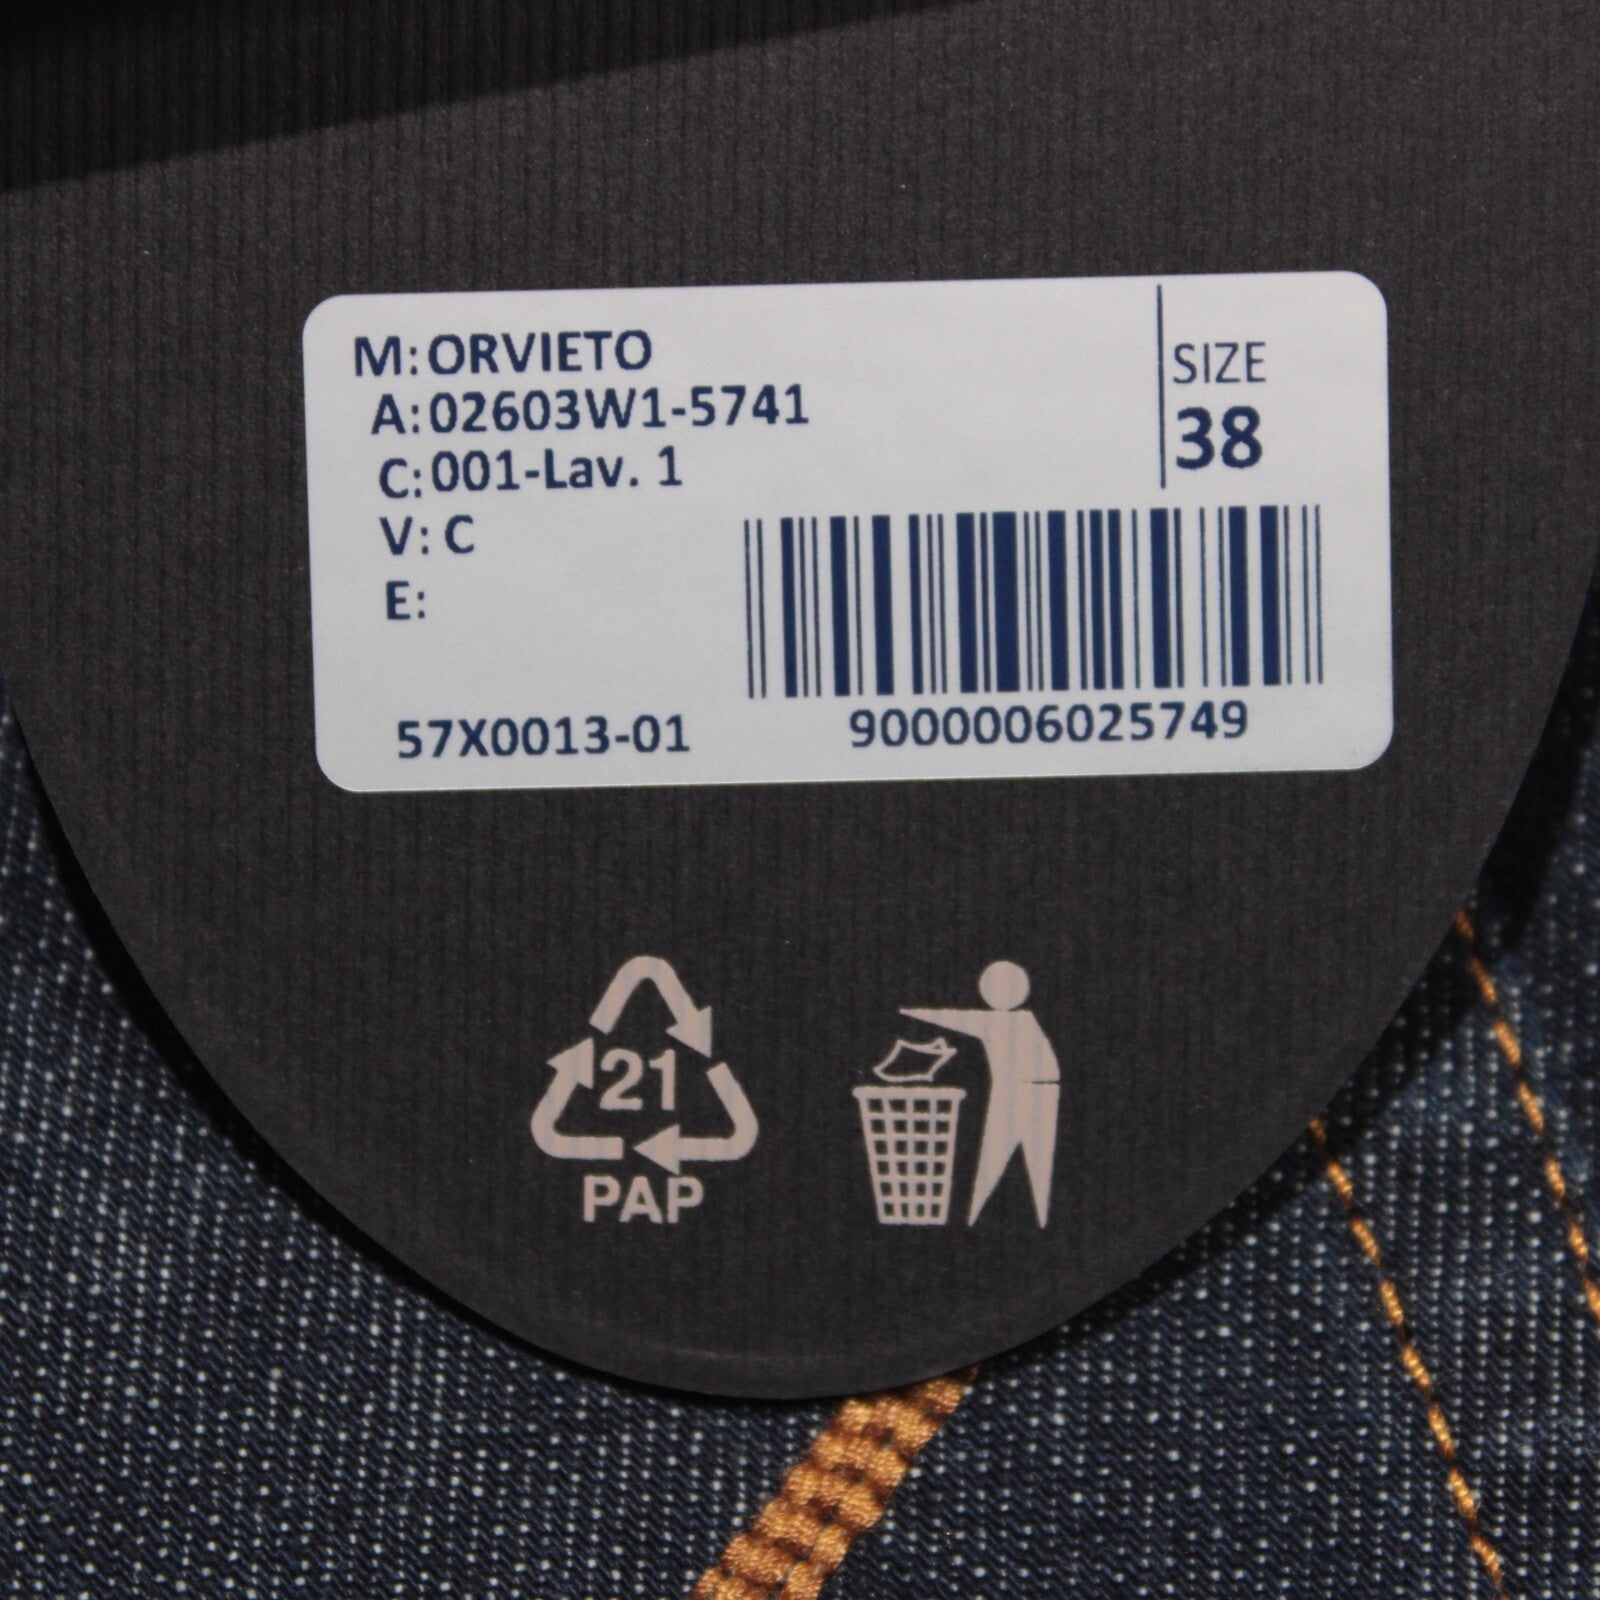 M: ORVIETO
A: 02603W1-5741
C: 001-Lav. 1
V: C
E:
SIZE
38
57X0013-01
9000006025749
21
PAP